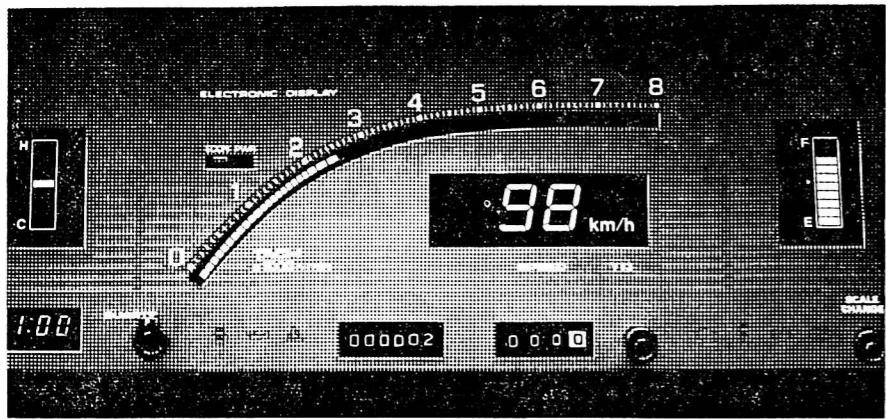 ELECTRONIC DISPLAY
0 1 2 3 4 5 6 7 8
H
C
98 km/h
F
E
1:00
000002
0000
SCALE
CHANGE